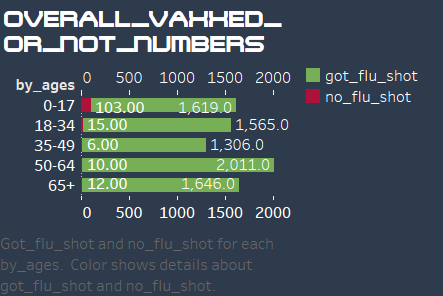 OVERALL_VAXXED_
OR_NOT_NUMBERS
by_ages 0 500 1000 1500 2000
got_flu_shot
no_flu_shot
0-17 103.00 1,619.0
18-34 15.00 1,565.0
35-49 6.00 1,306.0
50-64 10.00 2,011.0
65+ 12.00 1,646.0
0 500 1000 1500 2000
Got_flu_shot and no_flu_shot for each
by_ages. Color shows details about
got_flu_shot and no_flu_shot.